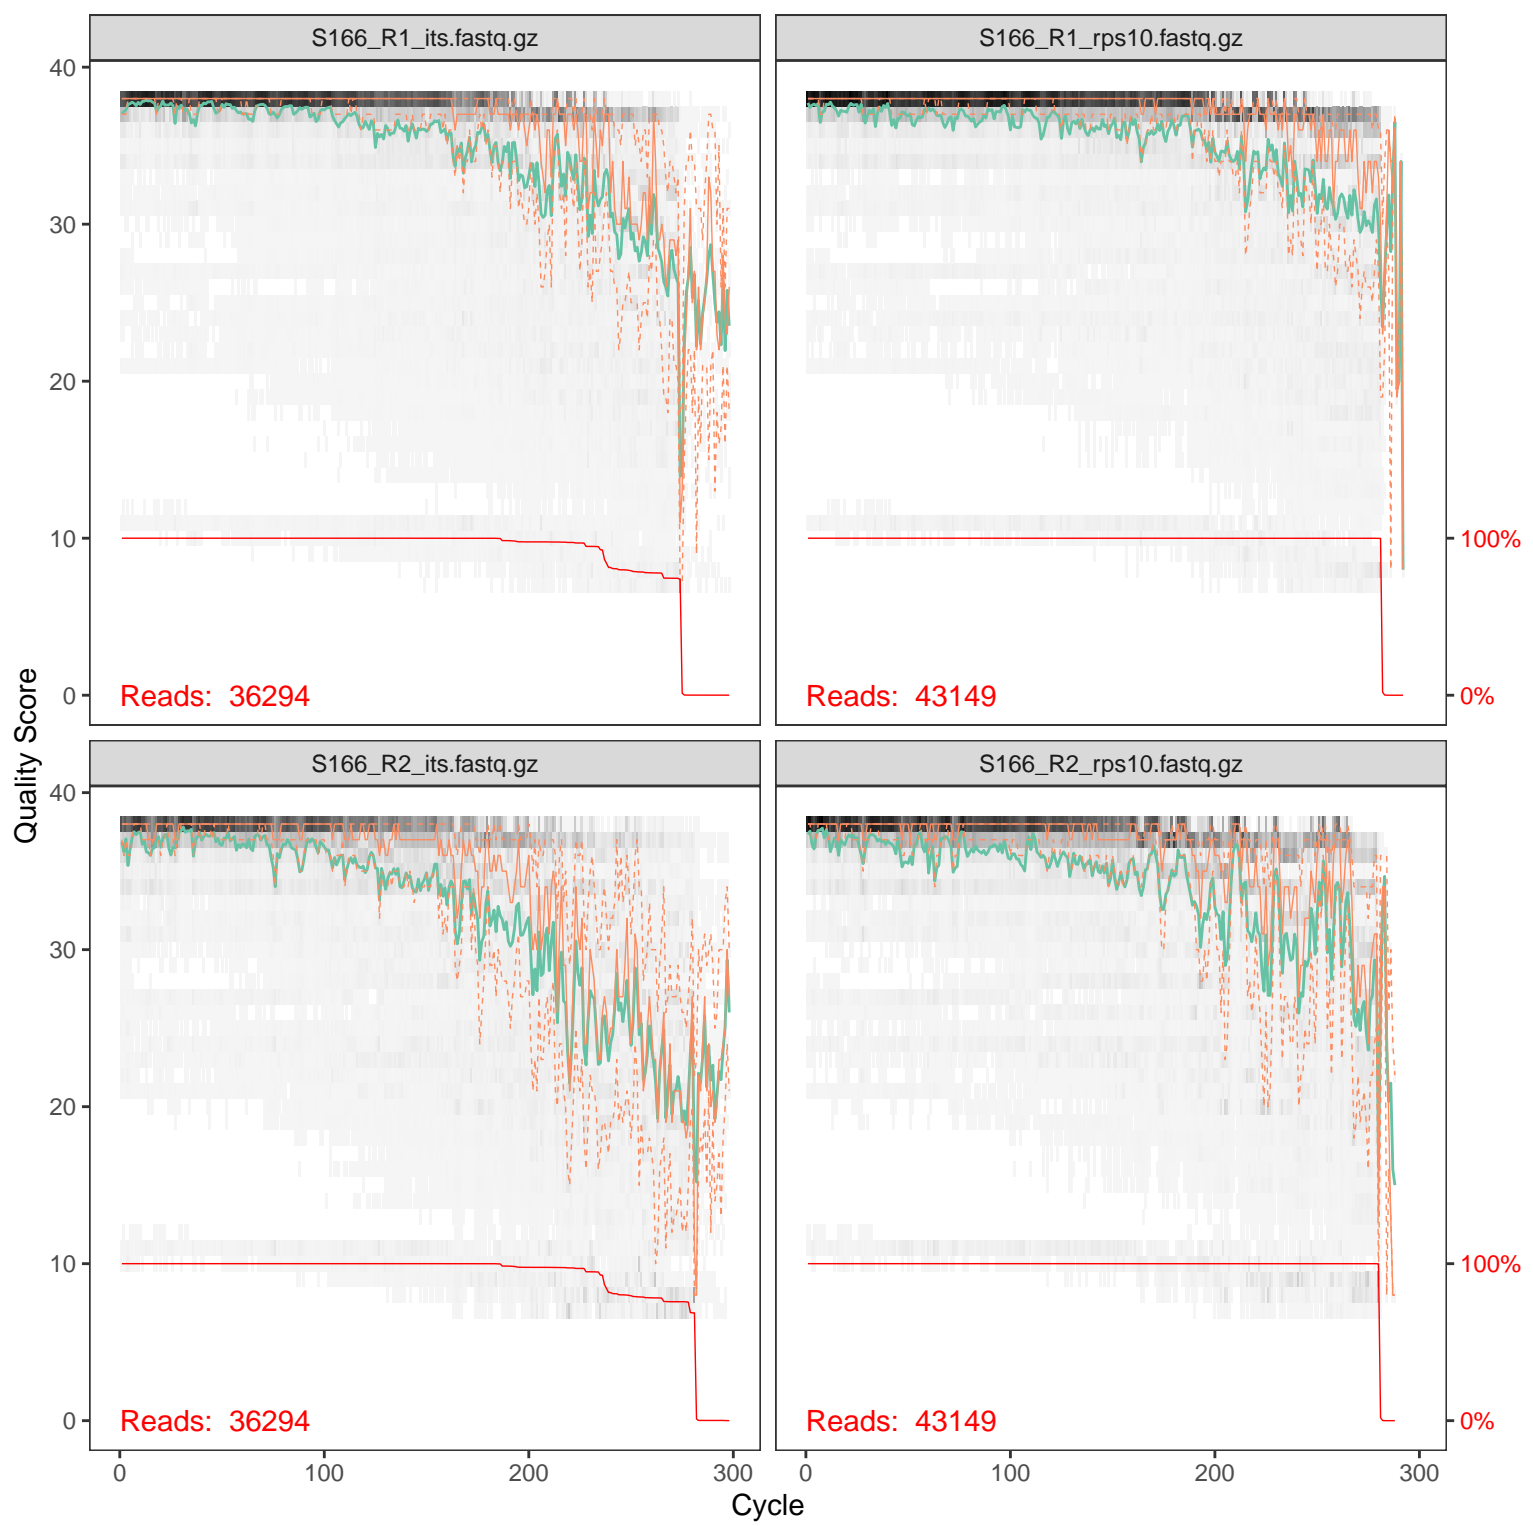 S166_R1_its.fastq.gz
S166_R1_rps10.fastq.gz
40
30
20
10
0
100%
0%
Reads: 36294
Reads: 43149
Quality Score
S166_R2_its.fastq.gz
S166_R2_rps10.fastq.gz
40
30
20
10
0
100%
0%
Reads: 36294
Reads: 43149
0 100 200 300
0 100 200 300
Cycle